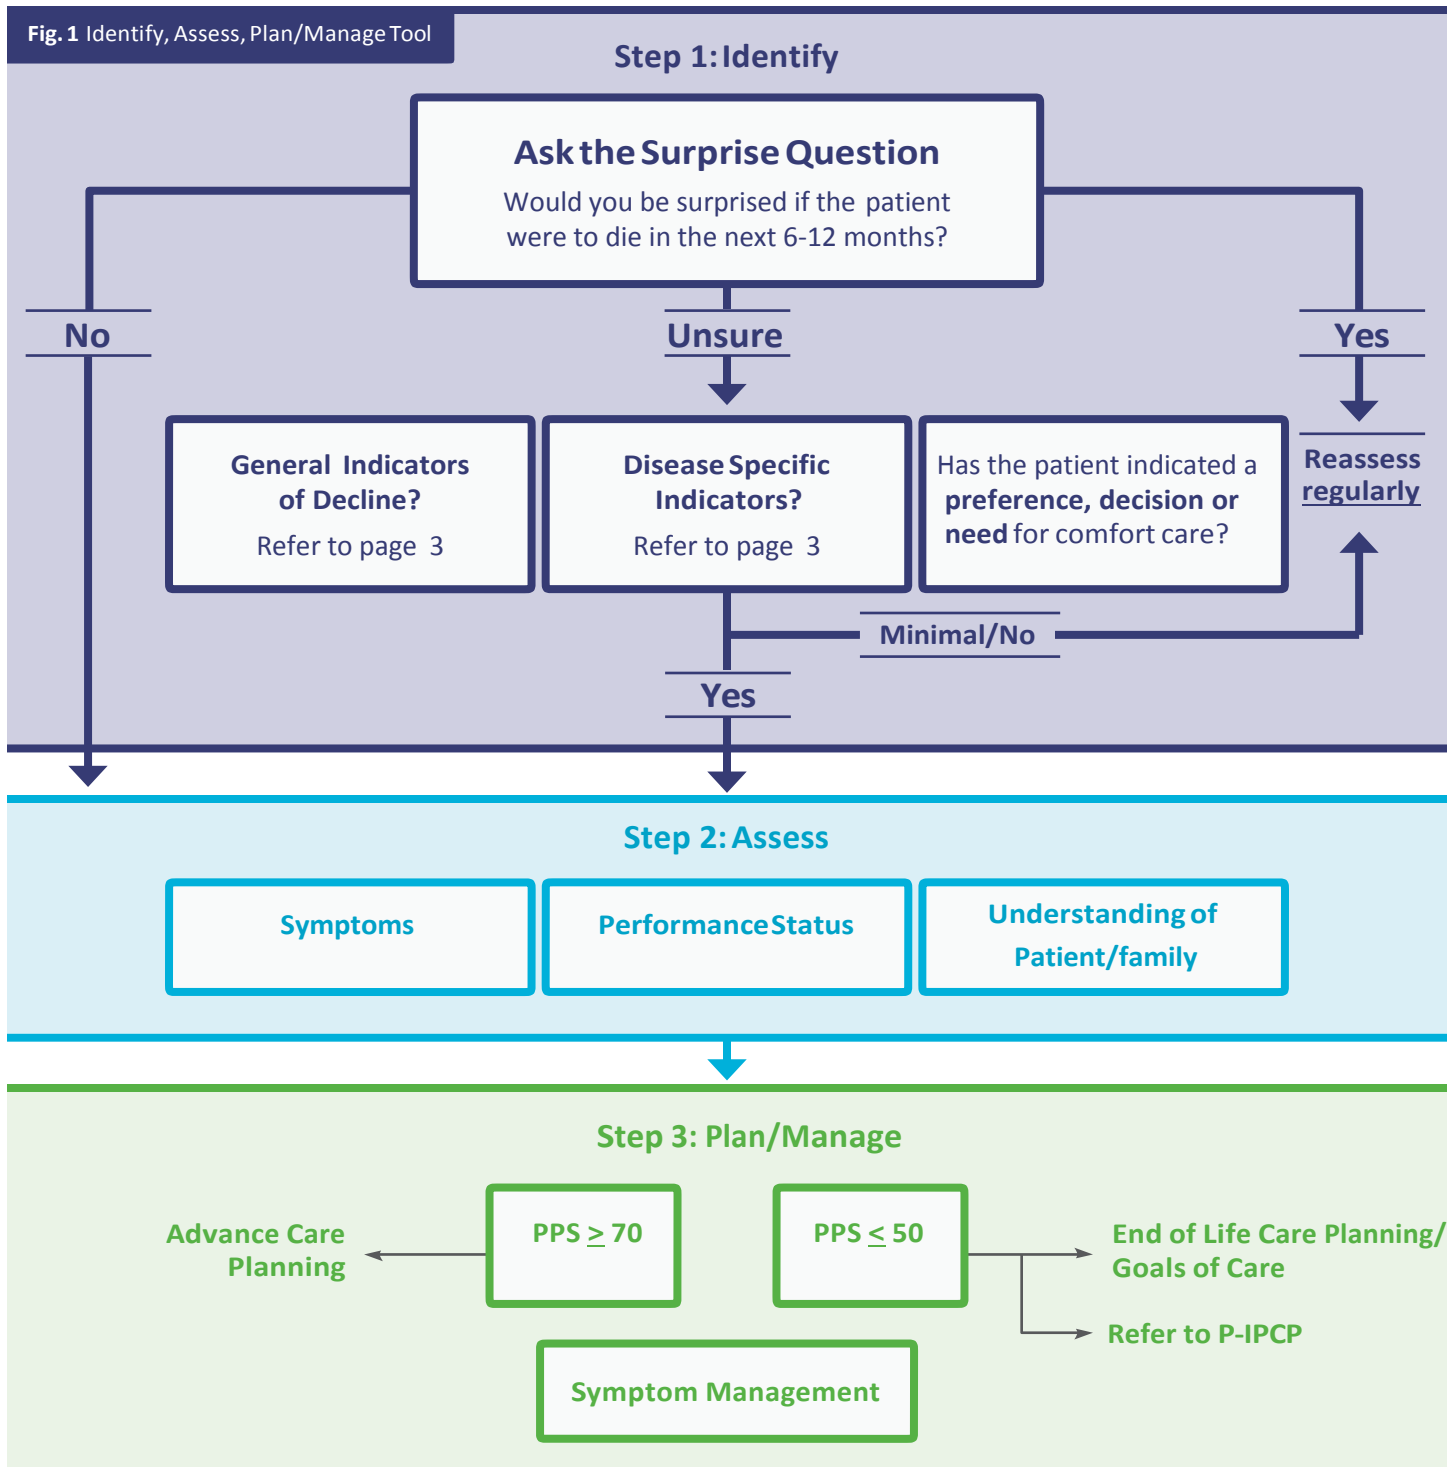 Fig. 1 Identify, Assess, Plan/Manage Tool
Step 1: Identify
Ask the Surprise Question
Would you be surprised if the patient
were to die in the next 6-12 months?
No
Unsure
Yes
General Indicators
of Decline?
Refer to page 3
Disease Specific
Indicators?
Refer to page 3
Has the patient indicated a
preference, decision or
need for comfort care?
Reassess
regularly
Minimal/No
Yes
Step 2: Assess
Symptoms
Performance Status
Understanding of
Patient/family
Step 3: Plan/Manage
Advance Care
Planning
PPS ≥ 70
PPS ≤ 50
End of Life Care Planning/
Goals of Care
Refer to P-IPCP
Symptom Management